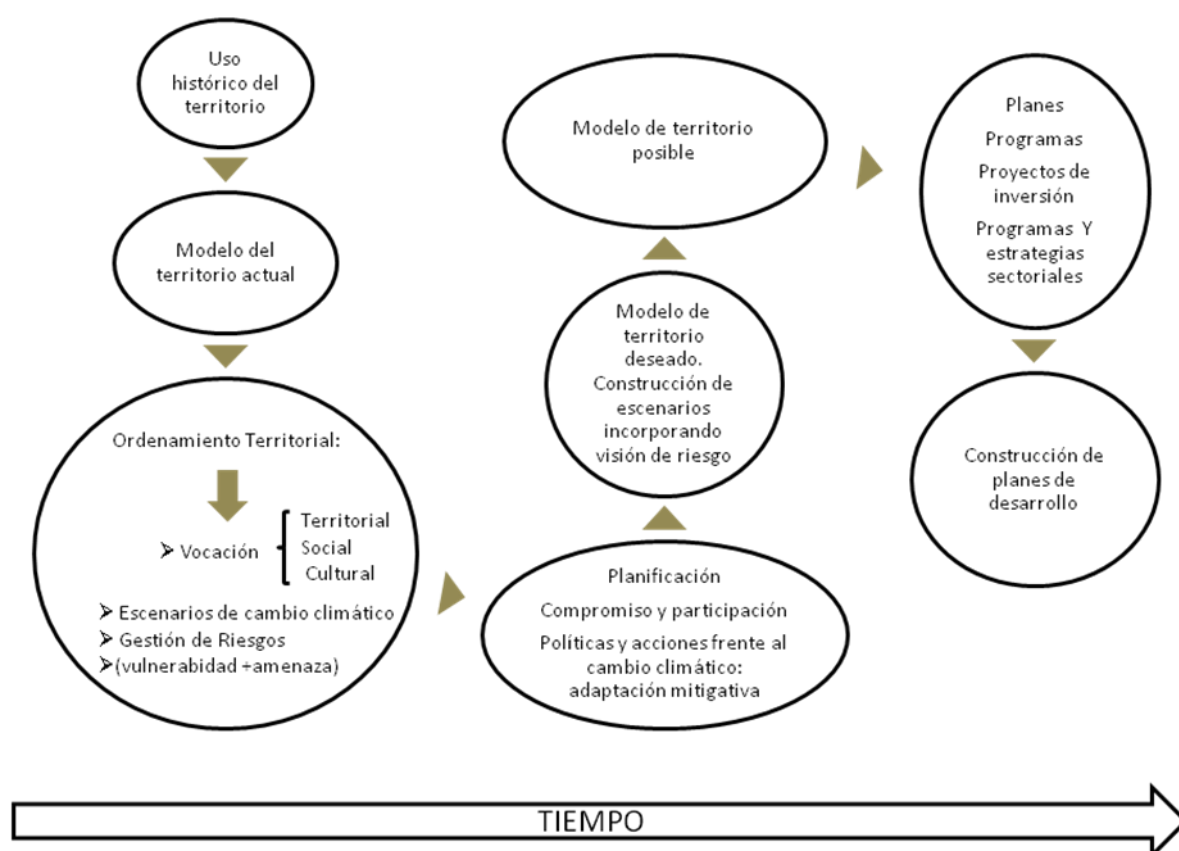 Uso
histórico del
territorio
Modelo del
territorio actual
Ordenamiento Territorial:
➢ Vocación
Territorial
Social
Cultural
➢ Escenarios de cambio climático
➢ Gestión de Riesgos
➢ (vulnerabidad +amenaza)
Planificación
Compromiso y participación
Políticas y acciones frente al
cambio climático:
adaptación mitigativa
Modelo de
territorio
deseado.
Construcción de
escenarios
incorporando
visión de riesgo
Modelo de territorio
posible
Planes
Programas
Proyectos de
inversión
Programas Y
estrategias
sectoriales
Construcción de
planes de
desarrollo
TIEMPO